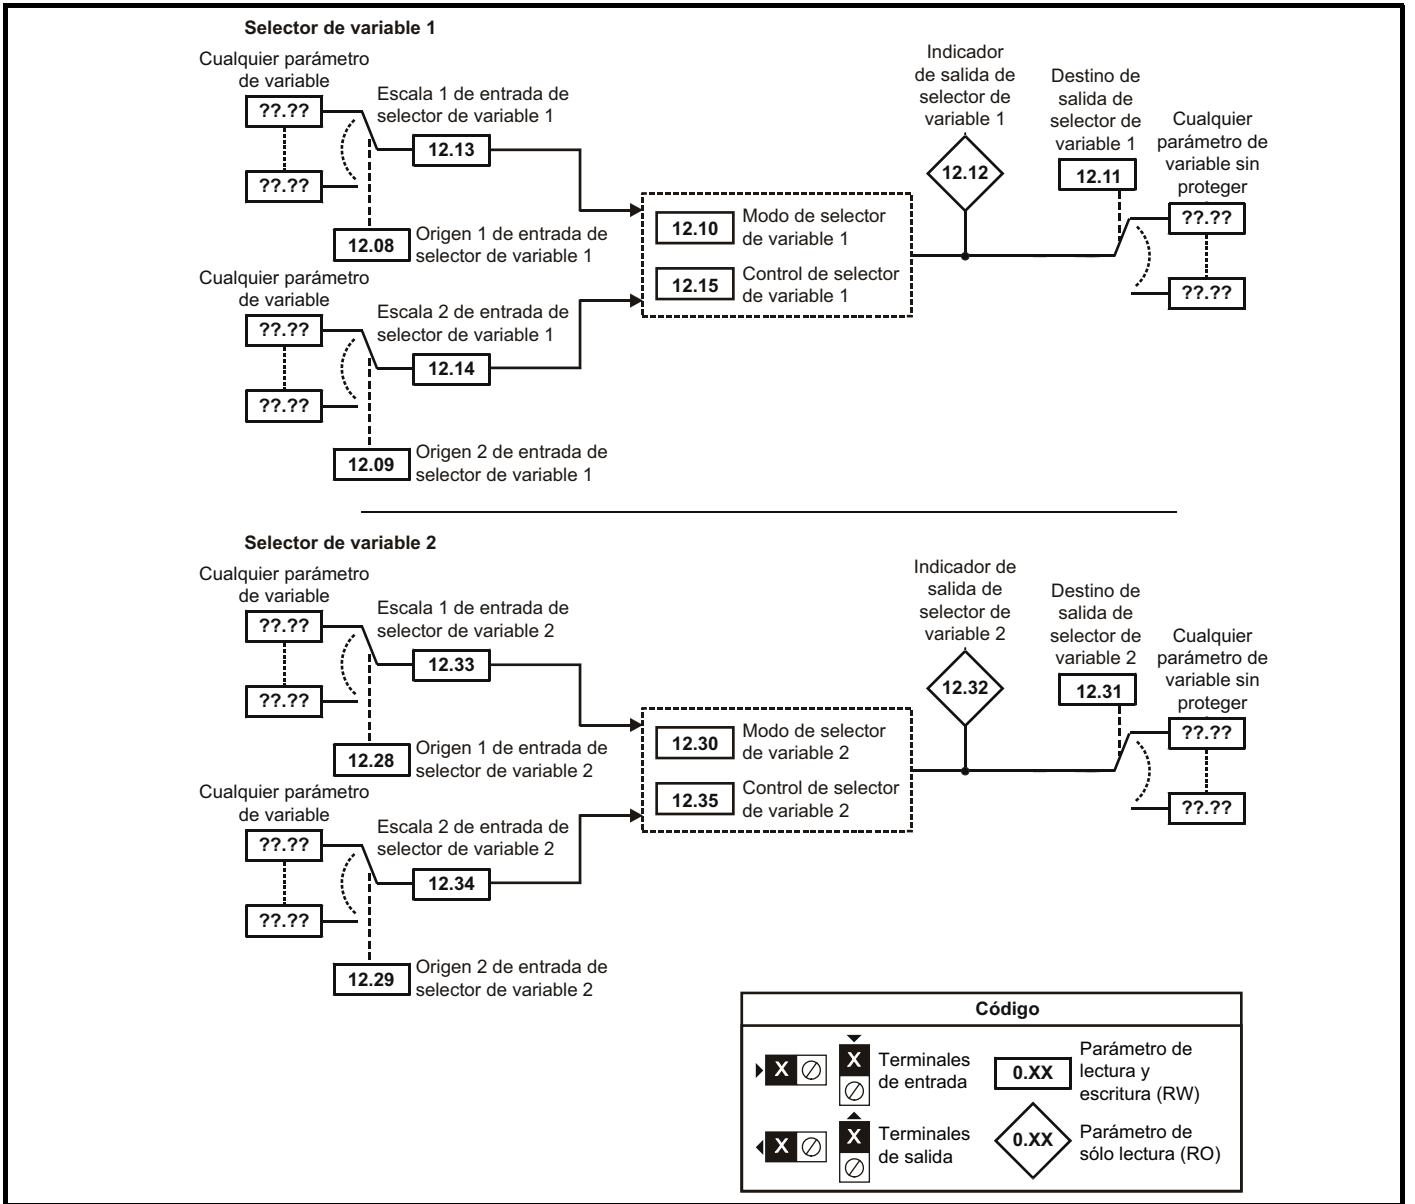 Selector de variable 1
Cualquier parámetro
de variable
??.??
??.??
Escala 1 de entrada de
selector de variable 1
12.13
12.08
Origen 1 de entrada de
selector de variable 1
Cualquier parámetro
de variable
??.??
??.??
Escala 2 de entrada de
selector de variable 1
12.14
12.09
Origen 2 de entrada de
selector de variable 1
12.10
Modo de selector
de variable 1
12.15
Control de selector
de variable 1
Indicador
de salida de
selector de
variable 1
12.12
Destino de
salida de
selector de
variable 1
12.11
Cualquier
parámetro de
variable sin
proteger
??.??
??.??
Selector de variable 2
Cualquier parámetro
de variable
??.??
??.??
Escala 1 de entrada de
selector de variable 2
12.33
12.28
Origen 1 de entrada de
selector de variable 2
Cualquier parámetro
de variable
??.??
??.??
Escala 2 de entrada de
selector de variable 2
12.34
12.29
Origen 2 de entrada de
selector de variable 2
12.30
Modo de selector
de variable 2
12.35
Control de selector
de variable 2
Indicador de
salida de
selector de
variable 2
12.32
Destino de
salida de
selector de
variable 2
12.31
Cualquier
parámetro de
variable sin
proteger
??.??
??.??
Código
X
X
Terminales
de entrada
0.XX
Parámetro de
lectura y
escritura (RW)
X
X
Terminales
de salida
0.XX
Parámetro de
sólo lectura (RO)